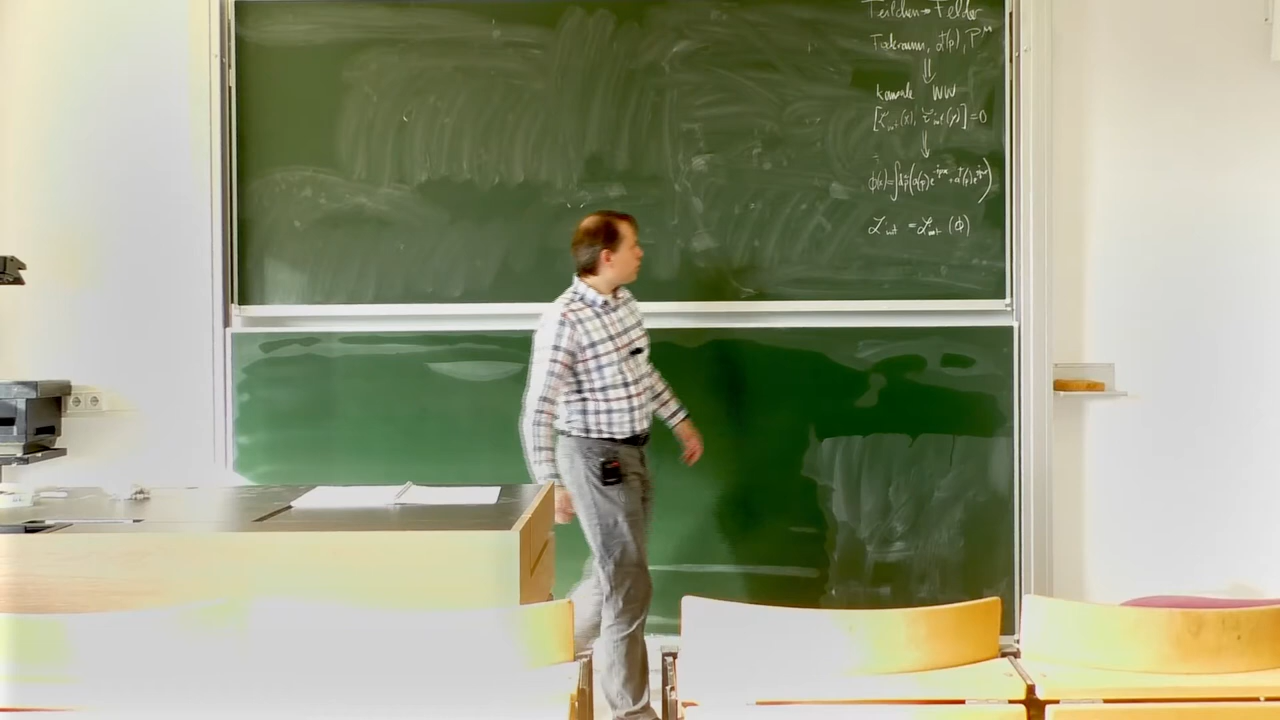 Teilchen → Felder
Fockraum, a†(p), P^μ
⇓
kausale WW
[ℒ_int(x), ℒ_int(y)] = 0
⇓
ϕ(x) = ∫dp̃ (a(p)e^{-ipx} + a†(p)e^{ipx})
ℒ_int = ℒ_int(ϕ)